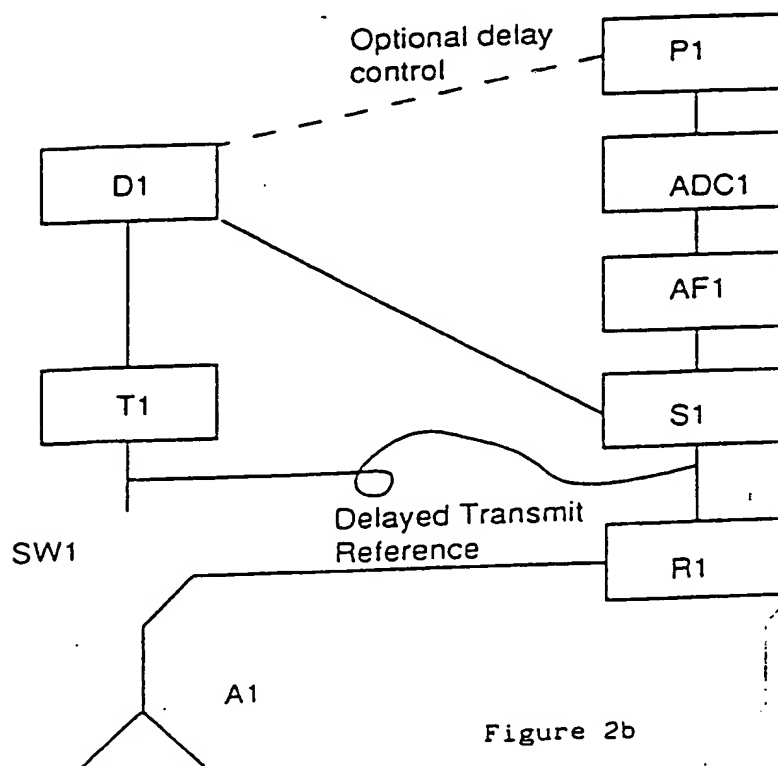 Optional delay
control
P1
D1
ADC1
AF1
T1
S1
Delayed Transmit
Reference
SW1
R1
A1
Figure 2b